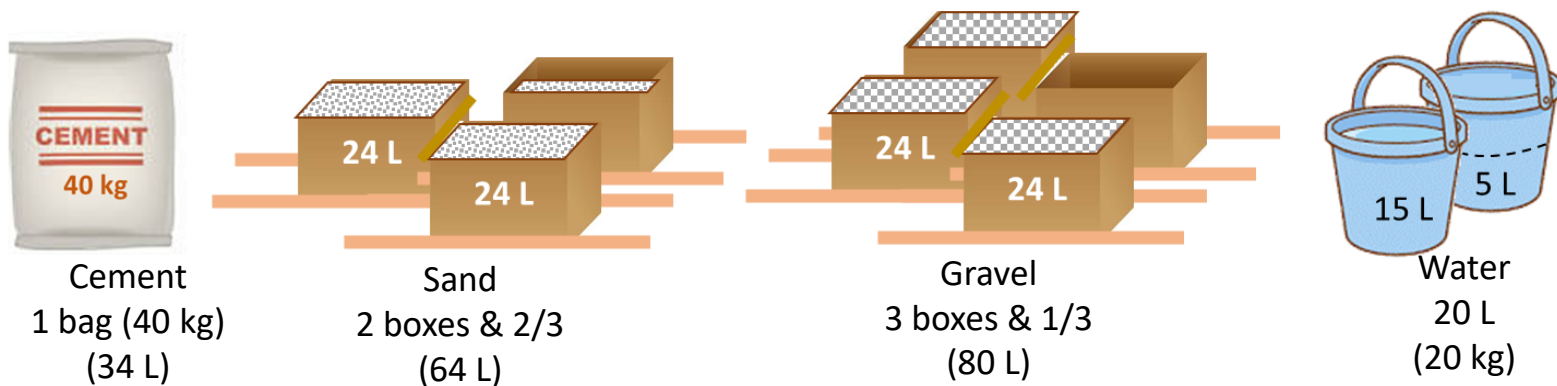 CEMENT
40 kg
24 L
24 L
24 L
24 L
15 L
5 L
Cement
1 bag (40 kg)
(34 L)
Sand
2 boxes & 2/3
(64 L)
Gravel
3 boxes & 1/3
(80 L)
Water
20 L
(20 kg)